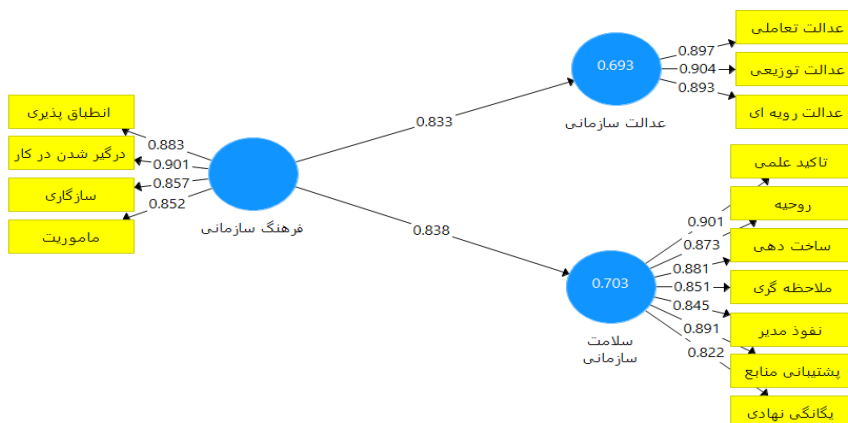 عدالت تعاملی
عدالت توزیعی
عدالت رویه ای
0.897
0.904
0.893
0.693
عدالت سازمانی
0.833
انطباق پذیری
درگیر شدن در کار
سازگاری
ماموریت
0.883
0.901
0.857
0.852
فرهنگ سازمانی
0.838
0.703
سلامت
سازمانی
0.901
0.873
0.881
0.851
0.845
0.891
0.822
تاکید علمی
روحیه
ساخت دهی
ملاحظه گری
نفوذ مدیر
پشتیبانی منابع
یگانگی نهادی